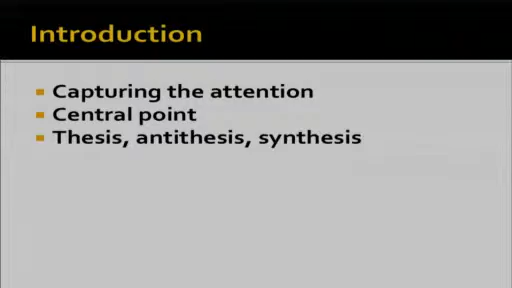 Introduction
Capturing the attention
Central point
Thesis, antithesis, synthesis